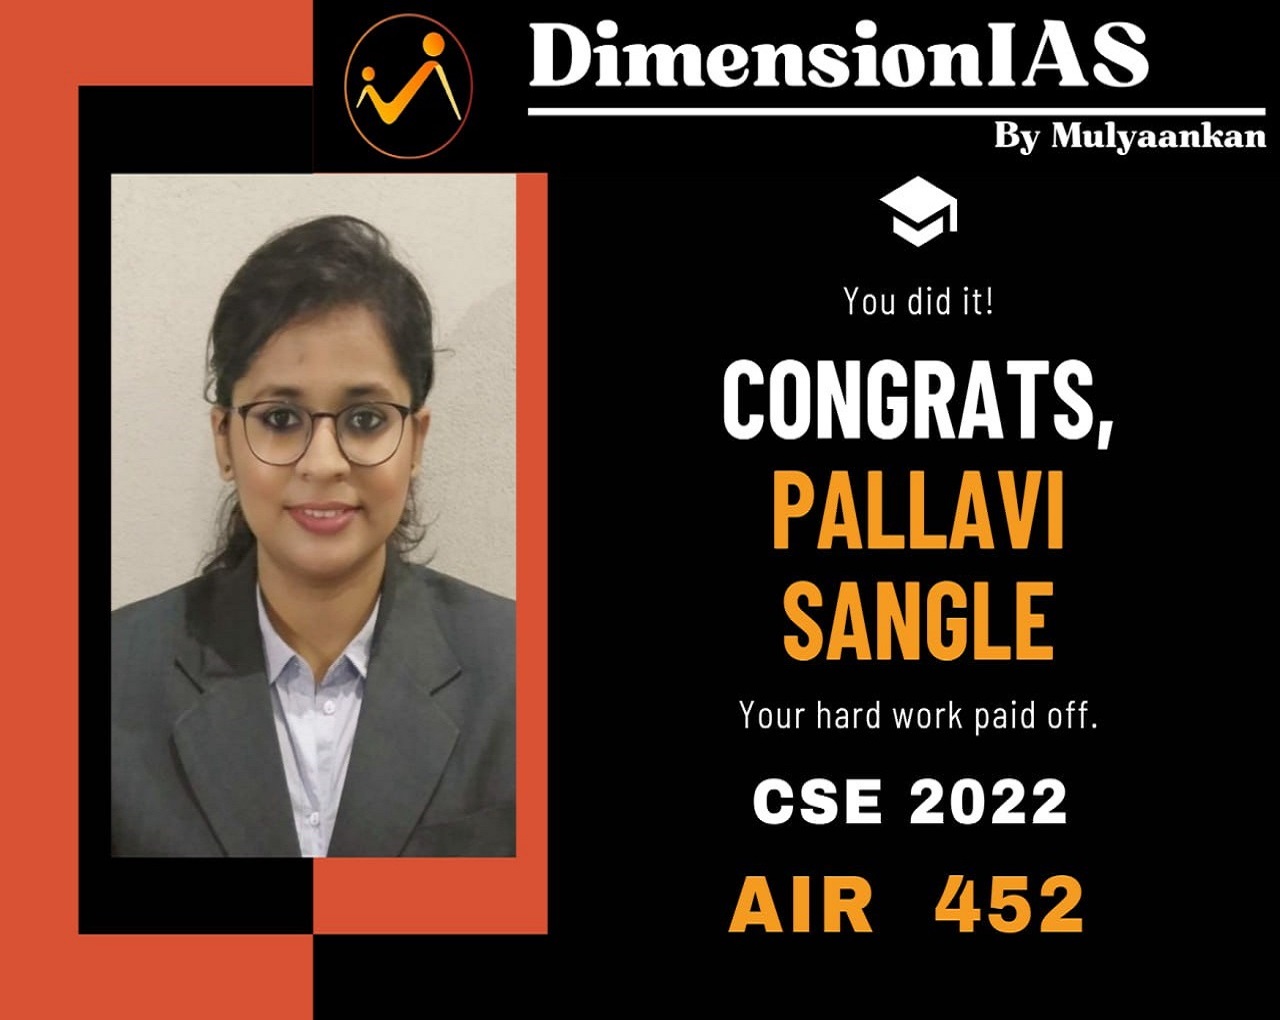 DimensionIAS
By Mulyaankan
You did it!
CONGRATS,
PALLAVI
SANGLE
Your hard work paid off.
CSE 2022
AIR 452